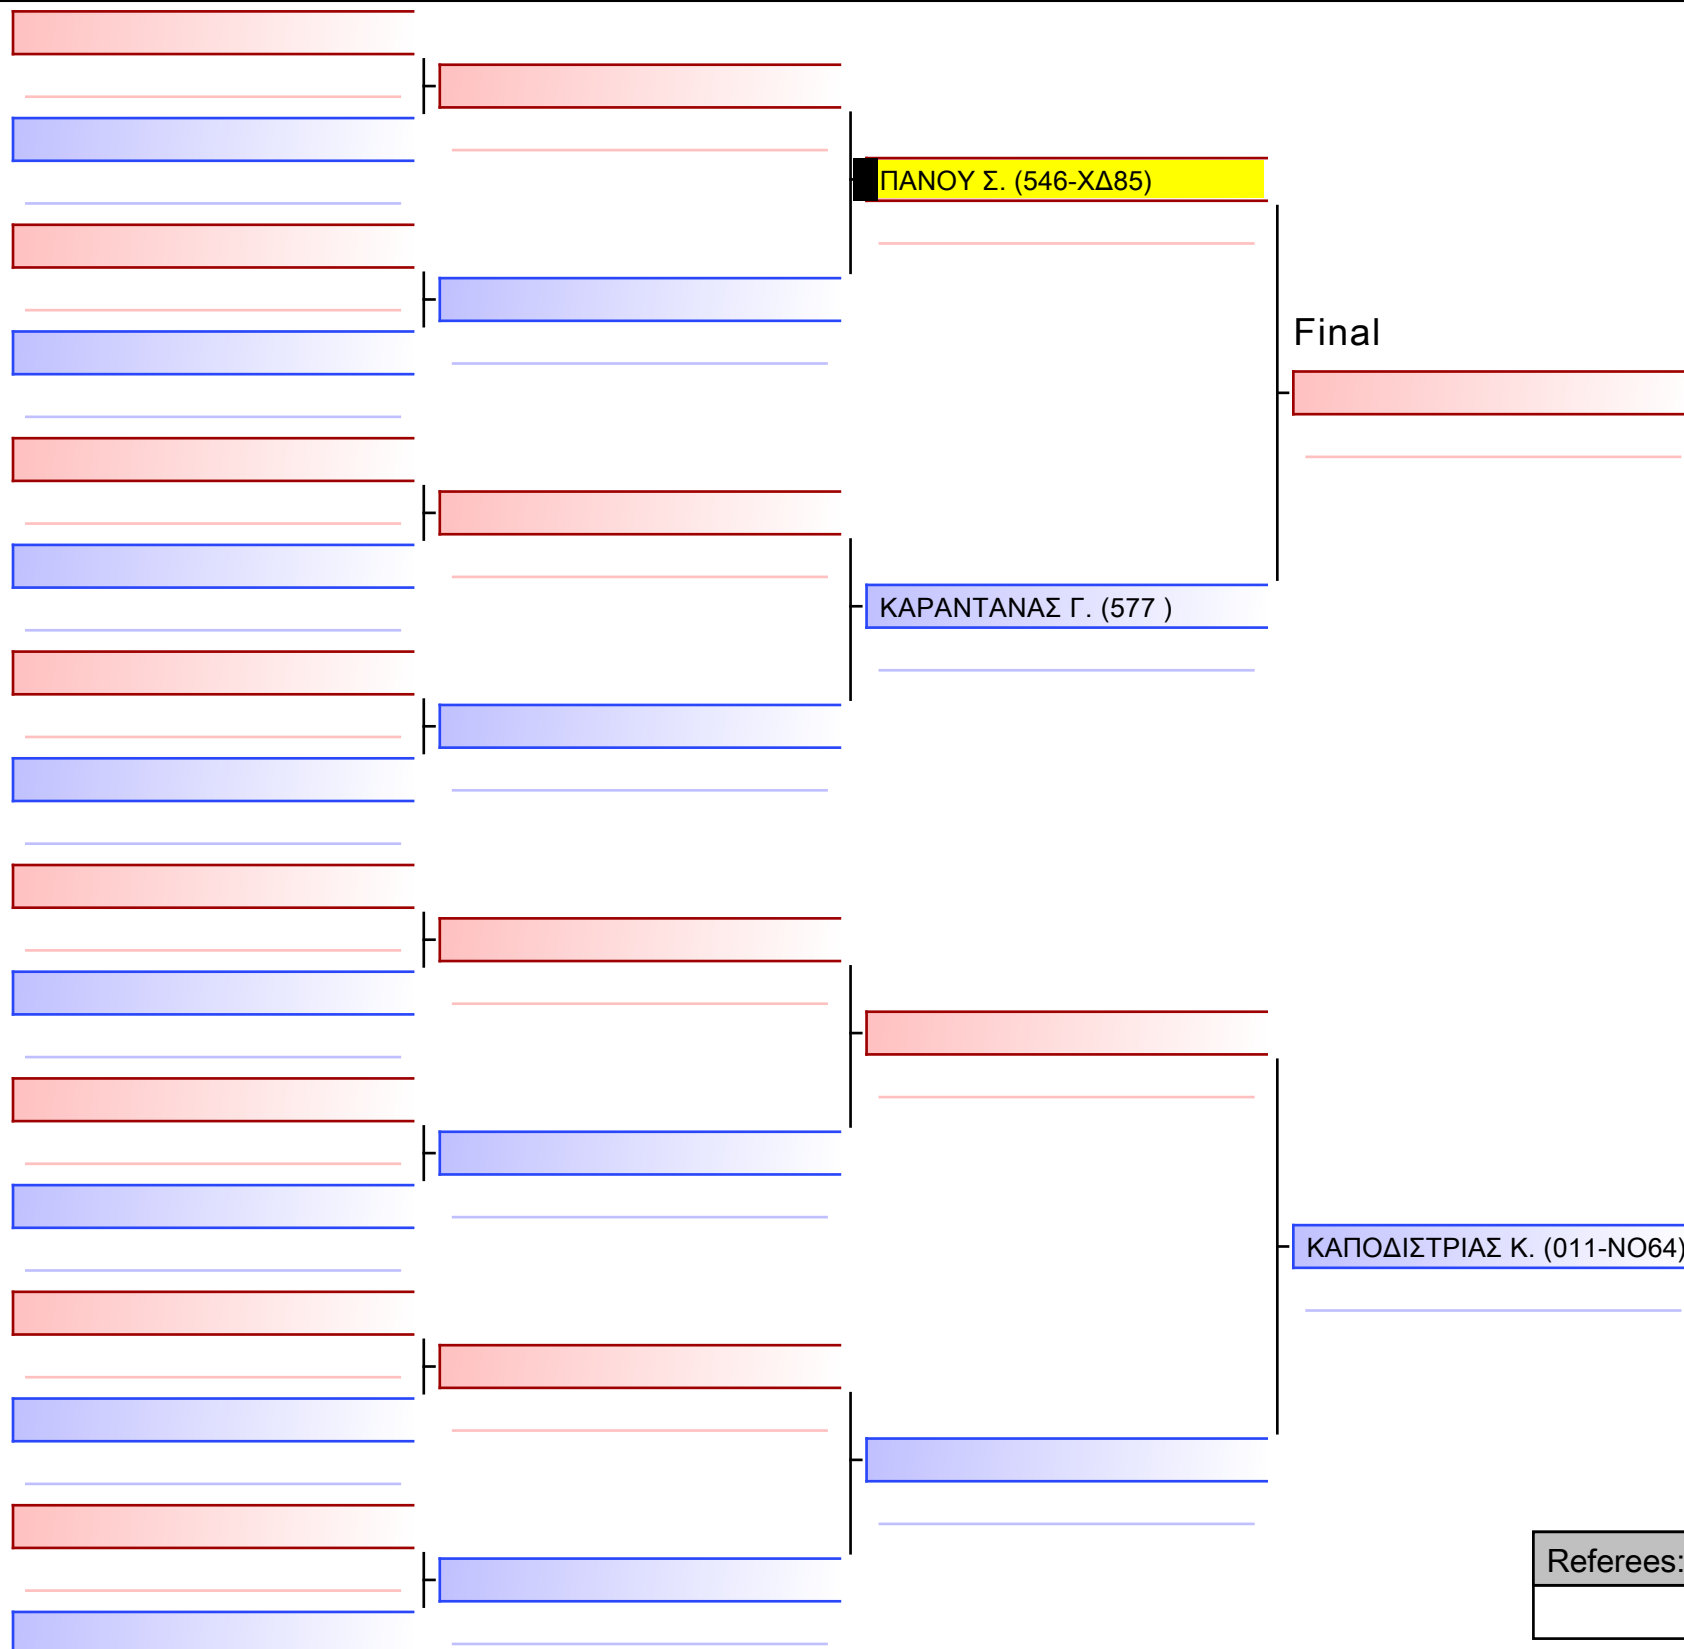 ΠΑΝΟΥ Σ. (546-ΧΔ85)
Final
ΚΑΡΑΝΤΑΝΑΣ Γ. (577 )
ΚΑΠΟΔΙΣΤΡΙΑΣ Κ. (011-ΝΟ64)
Referees: